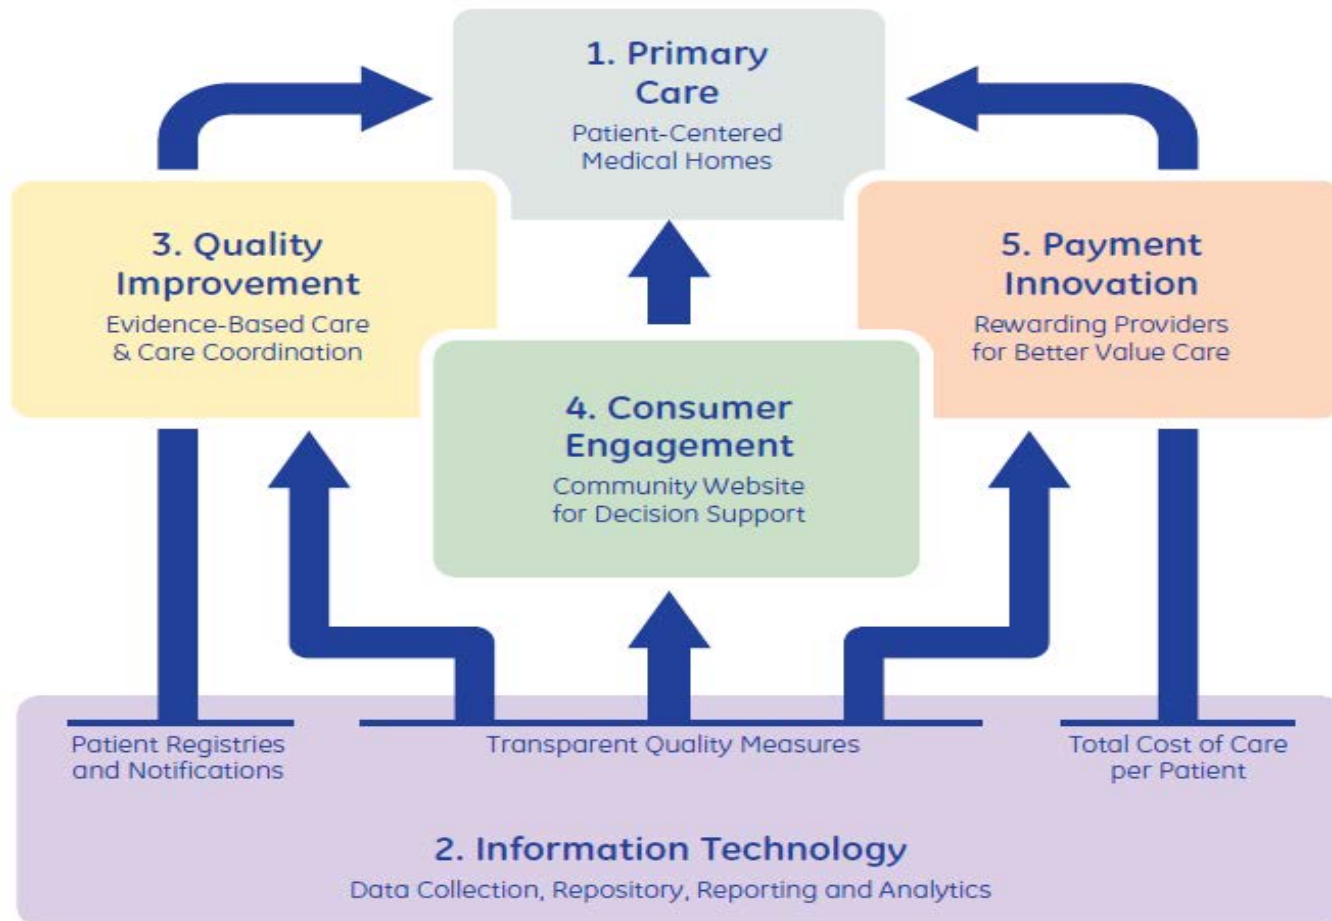 1. Primary
Care
Patient-Centered
Medical Homes
3. Quality
Improvement
Evidence-Based Care
& Care Coordination
5. Payment
Innovation
Rewarding Providers
for Better Value Care
4. Consumer
Engagement
Community Website
for Decision Support
Patient Registries
and Notifications
Transparent Quality Measures
Total Cost of Care
per Patient
2. Information Technology
Data Collection, Repository, Reporting and Analytics